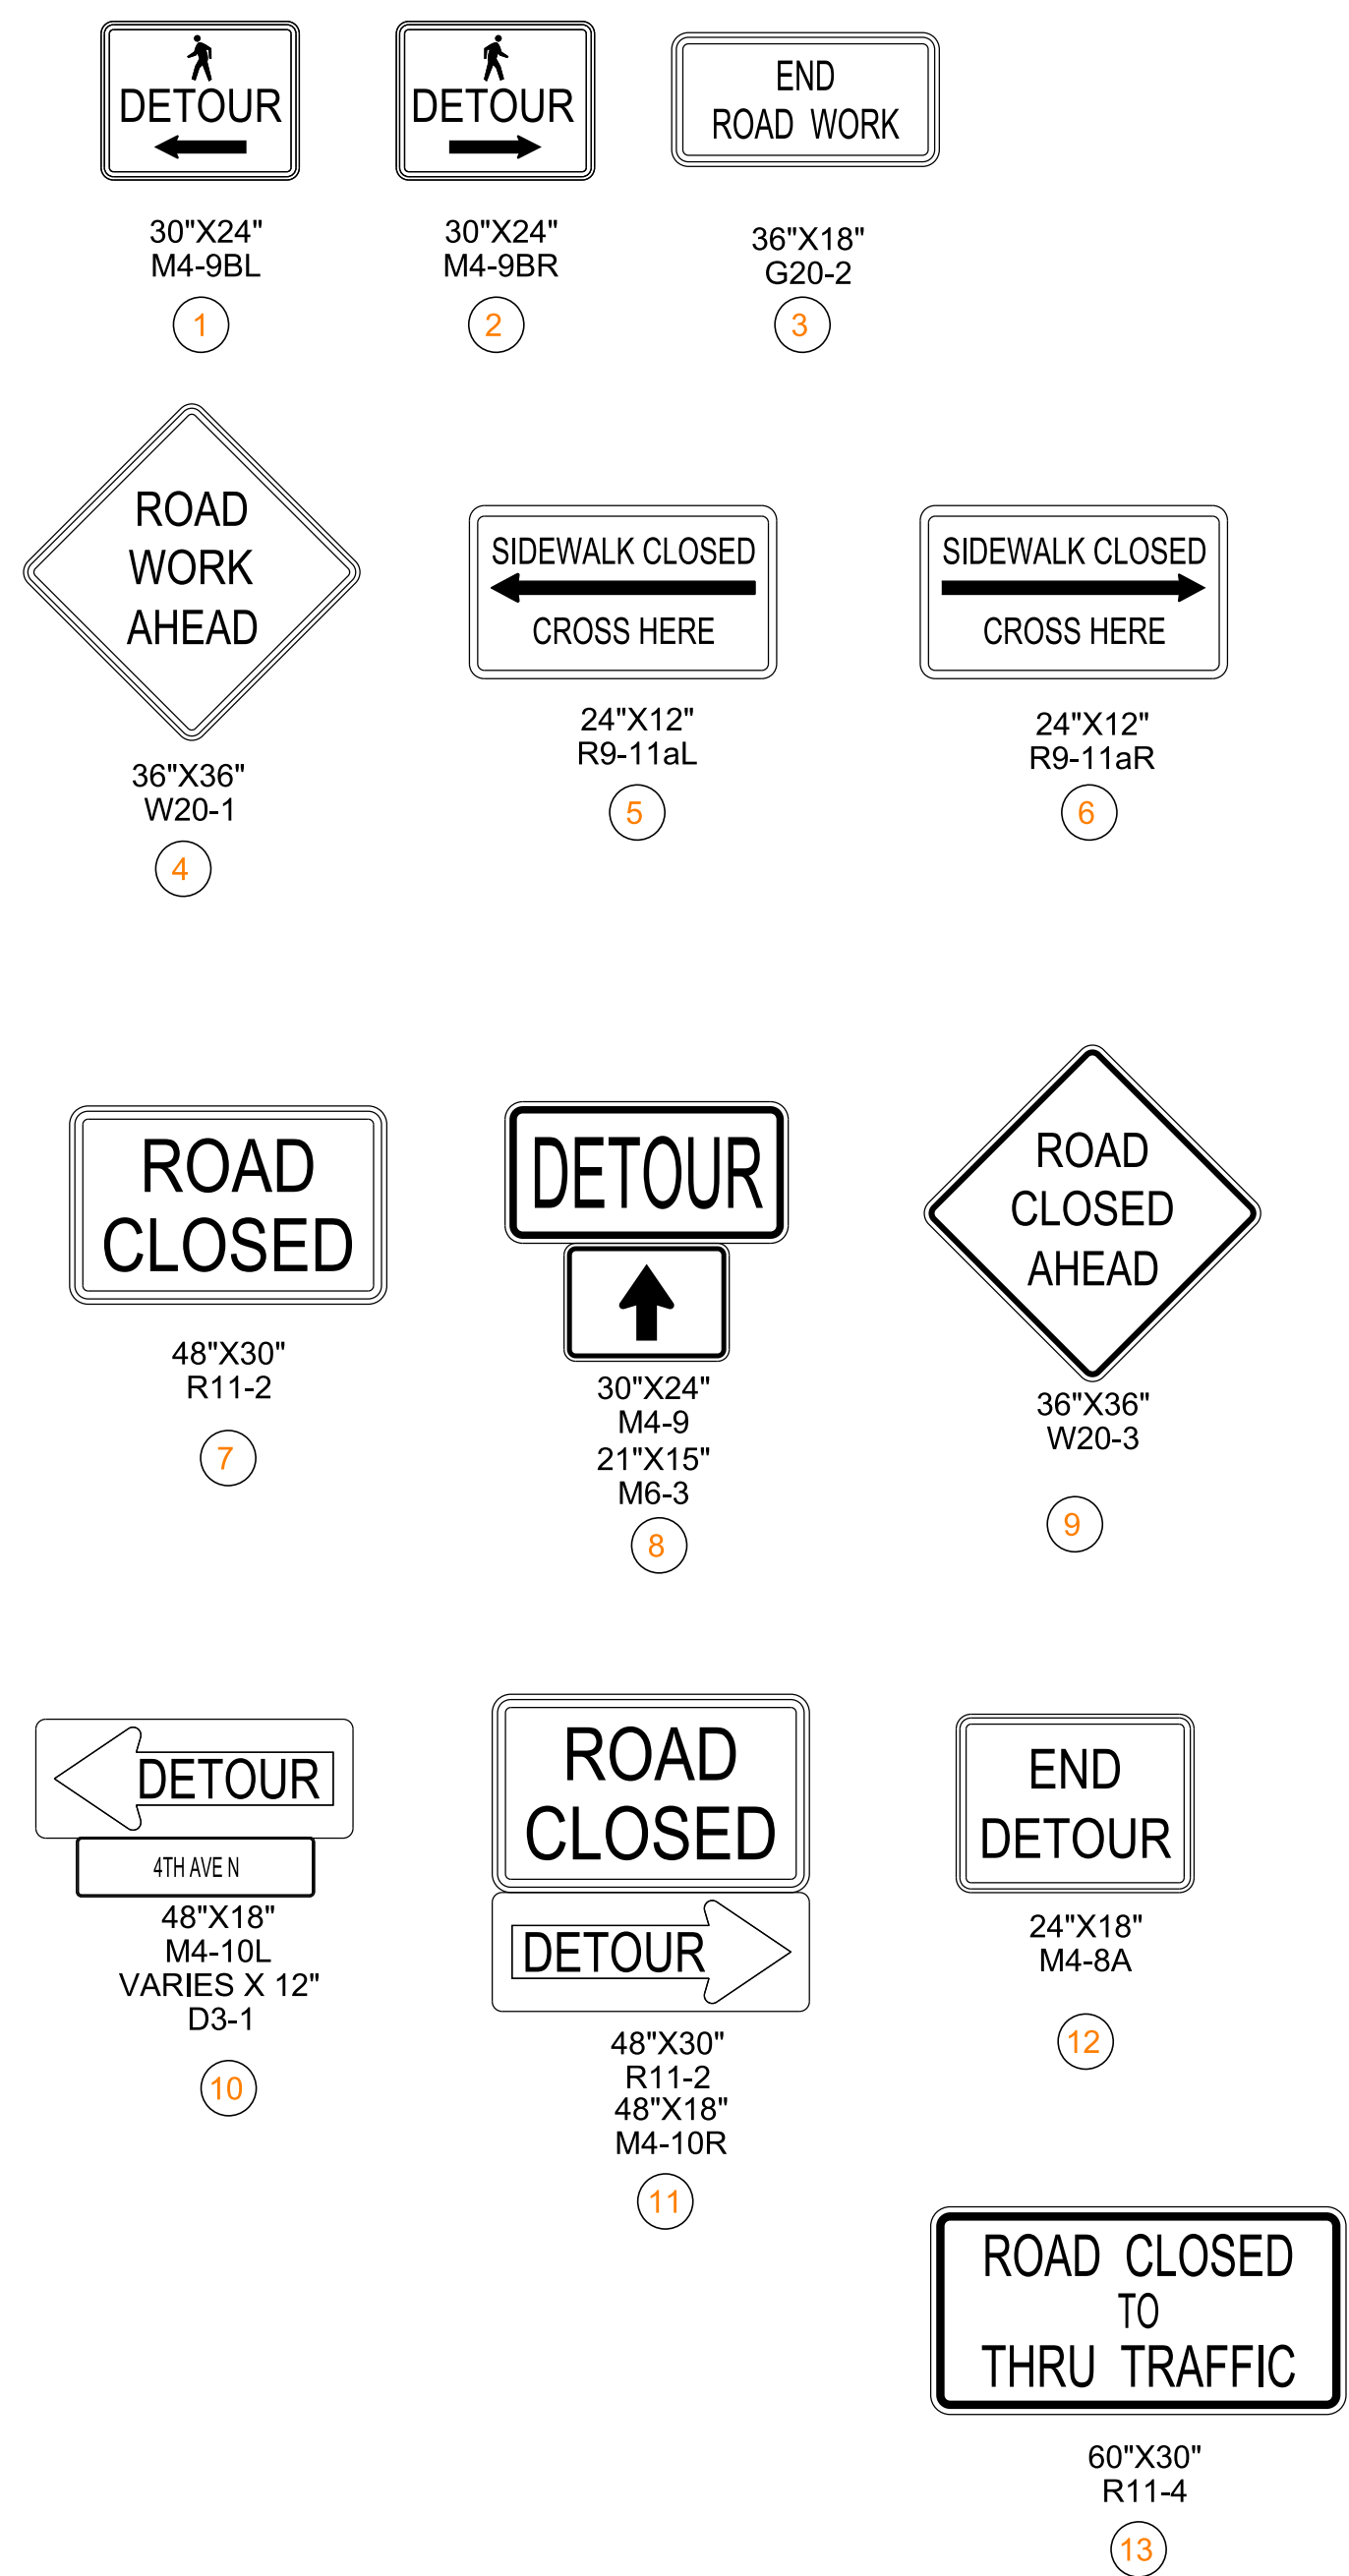 DETOUR
30"X24"
M4-9BL
1
DETOUR
30"X24"
M4-9BR
2
END
ROAD WORK
36"X18"
G20-2
3
ROAD
WORK
AHEAD
36"X36"
W20-1
4
SIDEWALK CLOSED
CROSS HERE
24"X12"
R9-11aL
5
SIDEWALK CLOSED
CROSS HERE
24"X12"
R9-11aR
6
ROAD
CLOSED
48"X30"
R11-2
7
DETOUR
30"X24"
M4-9
21"X15"
M6-3
8
ROAD
CLOSED
AHEAD
36"X36"
W20-3
9
DETOUR
4TH AVE N
48"X18"
M4-10L
VARIES X 12"
D3-1
10
ROAD
CLOSED
DETOUR
48"X30"
R11-2
48"X18"
M4-10R
11
END
DETOUR
24"X18"
M4-8A
12
ROAD CLOSED
TO
THRU TRAFFIC
60"X30"
R11-4
13